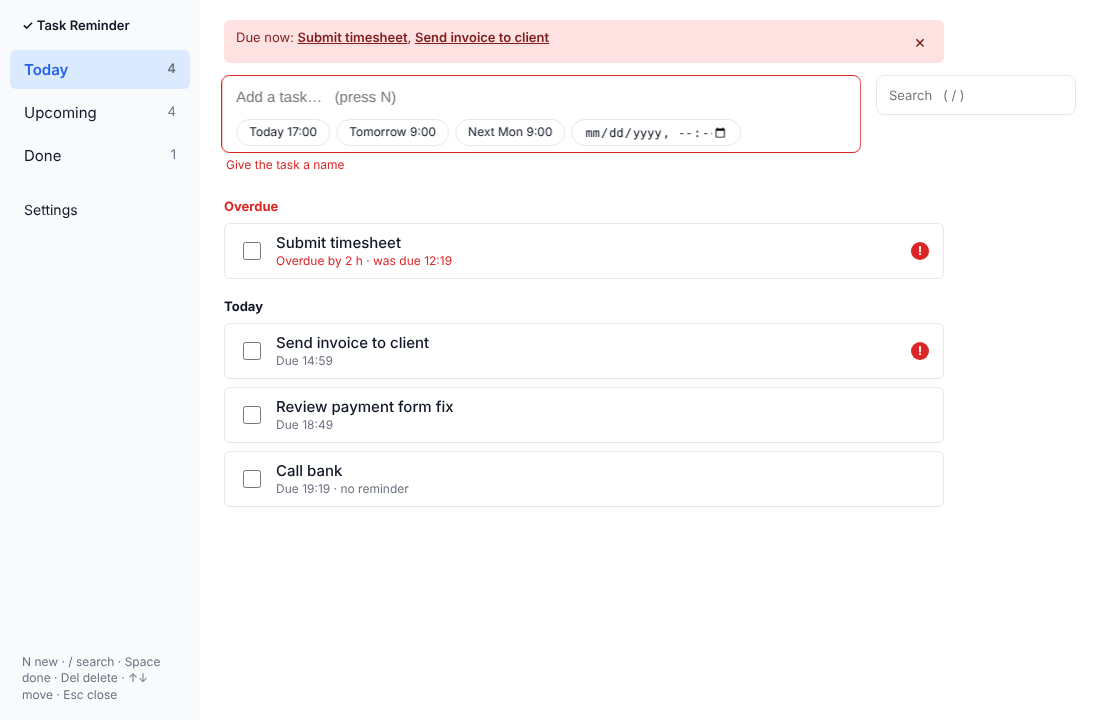 ✓ Task Reminder
Today 4
Upcoming 4
Done 1
Settings
N new · / search · Space
done · Del delete · ↑↓
move · Esc close
Due now: Submit timesheet, Send invoice to client ×
Add a task… (press N)
Today 17:00 Tomorrow 9:00 Next Mon 9:00 mm/dd/yyyy, --:--
Give the task a name
Search ( / )
Overdue
Submit timesheet
Overdue by 2 h · was due 12:19
!
Today
Send invoice to client
Due 14:59
!
Review payment form fix
Due 18:49
Call bank
Due 19:19 · no reminder